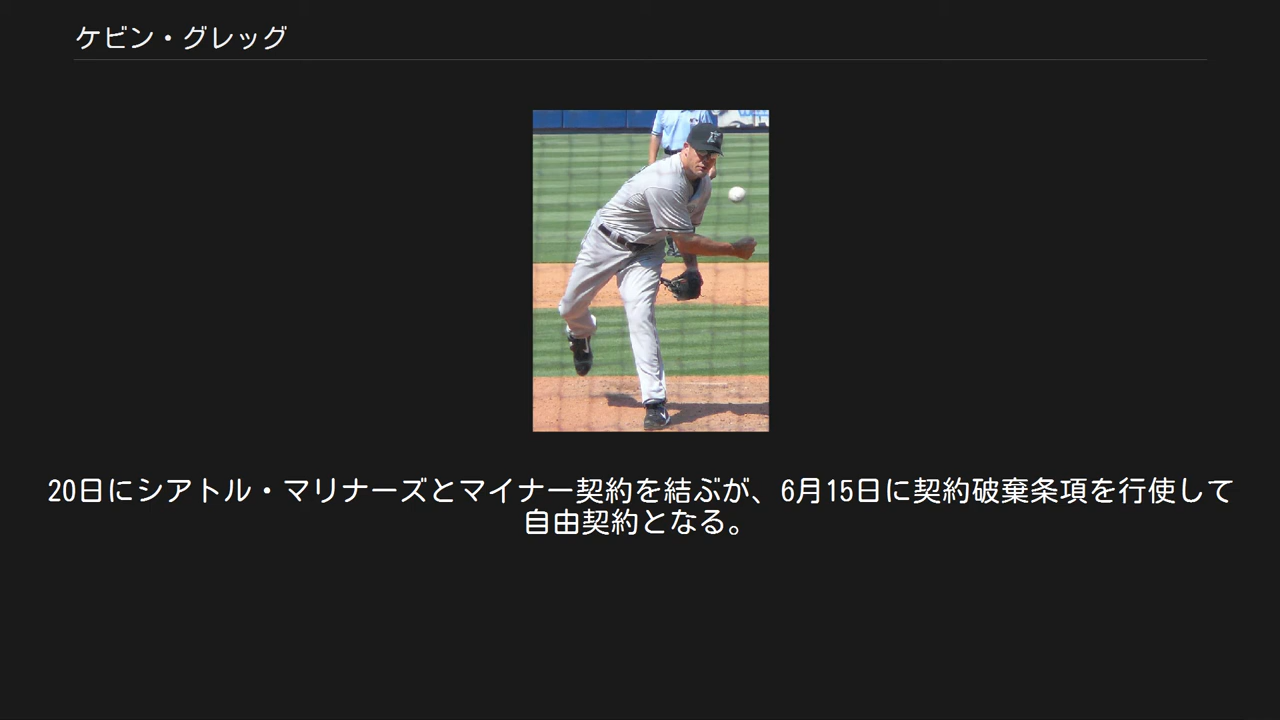 ケビン・グレッグ
20日にシアトル・マリナーズとマイナー契約を結ぶが、6月15日に契約破棄条項を行使して
自由契約となる。